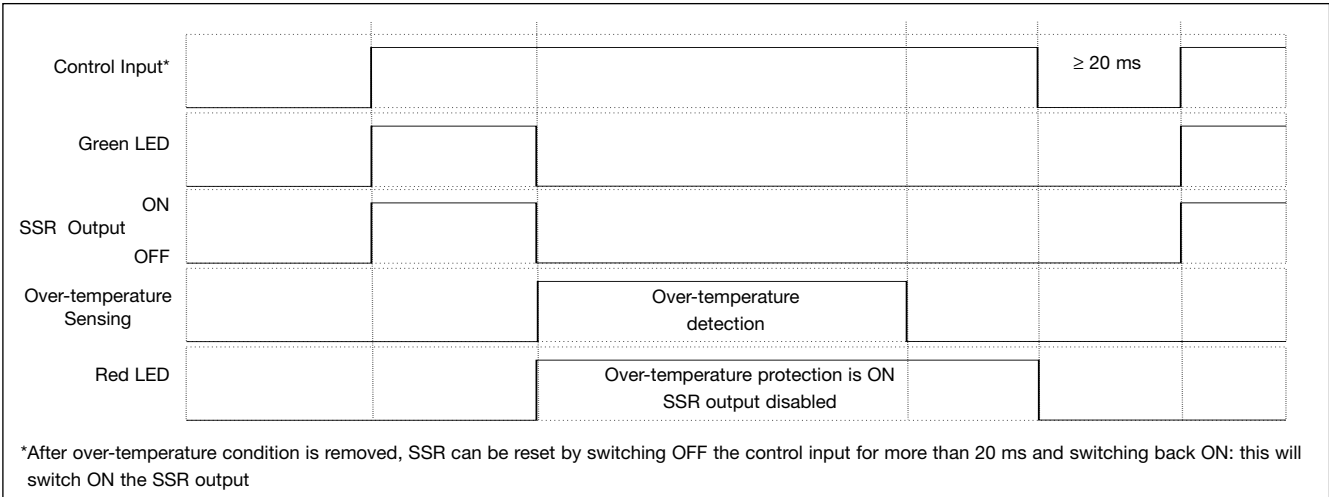 Control Input*
≥ 20 ms
Green LED
ON
SSR Output
OFF
Over-temperature
Sensing
Over-temperature
detection
Red LED
Over-temperature protection is ON
SSR output disabled
*After over-temperature condition is removed, SSR can be reset by switching OFF the control input for more than 20 ms and switching back ON: this will
switch ON the SSR output